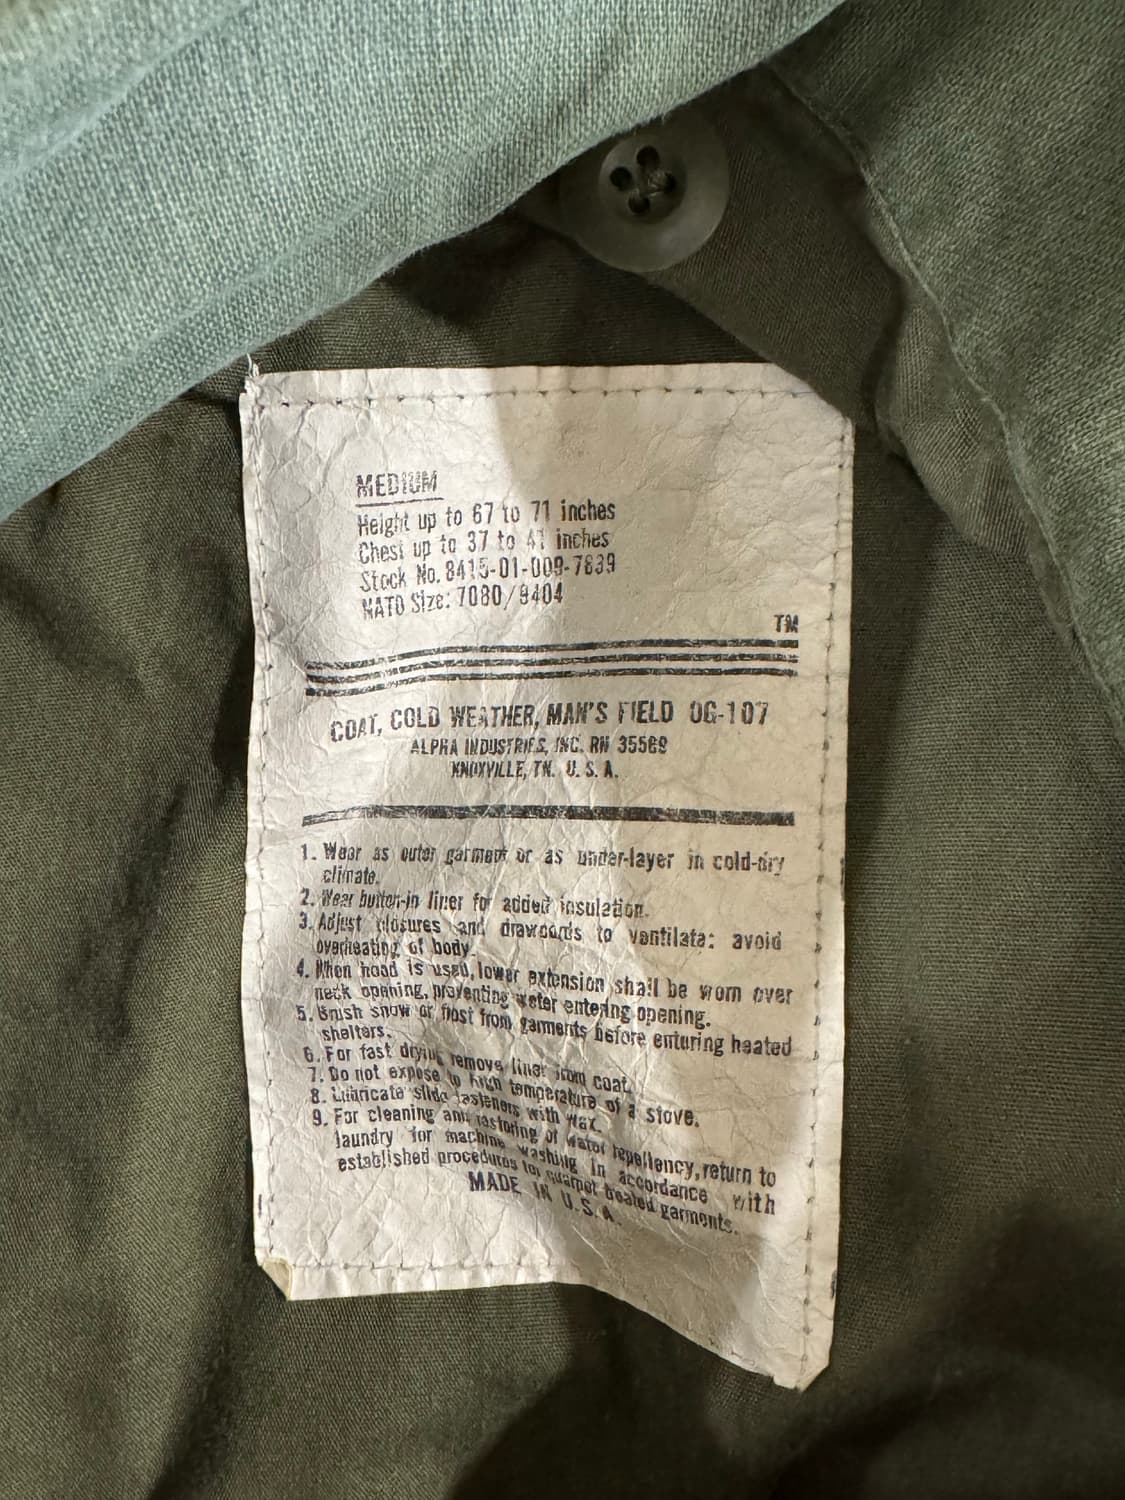 MEDIUM
Height up to 67 to 71 inches
Chest up to 37 to 41 inches
Stock No. 8415-01-009-7839
NATO Size: 7080/9404
TM
COAT, COLD WEATHER, MAN'S FIELD OG-107
ALPHA INDUSTRIES, INC. RN 35589
KNOXVILLE, TN. U.S.A.
1. Wear as outer garment or as under-layer in cold-dry
climate.
2. Wear button-in liner for added insulation.
3. Adjust closures and drawcords to ventilate: avoid
overheating of body.
4. When hood is used, lower extension shall be worn over
neck opening, preventing water entering opening.
5. Brush snow or frost from garments before enturing heated
shelters.
6. For fast drying remove liner from coat.
7. Do not expose to high temperature of a stove.
8. Lubricate slide fasteners with wax.
9. For cleaning and restoring of water repellency, return to
laundry for machine washing in accordance with
established procedures for quarpel treated garments.
MADE IN U.S.A.